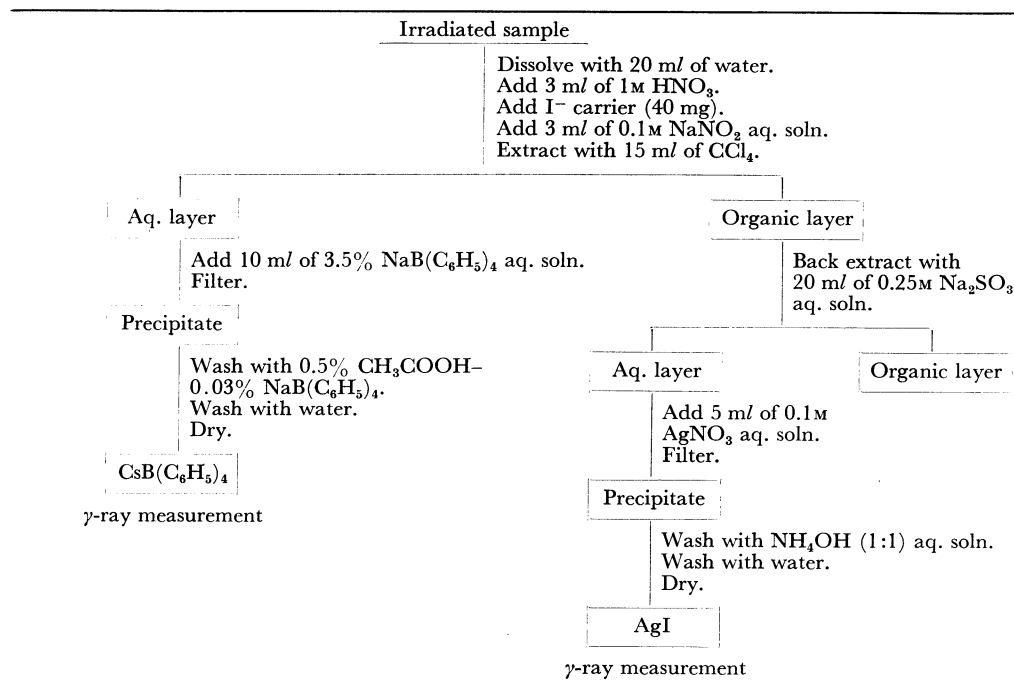 Irradiated sample
Dissolve with 20 ml of water.
Add 3 ml of 1M HNO₃.
Add I⁻ carrier (40 mg).
Add 3 ml of 0.1M NaNO₂ aq. soln.
Extract with 15 ml of CCl₄.
Aq. layer
Add 10 ml of 3.5% NaB(C₆H₅)₄ aq. soln.
Filter.
Precipitate
Wash with 0.5% CH₃COOH–
0.03% NaB(C₆H₅)₄.
Wash with water.
Dry.
CsB(C₆H₅)₄
γ-ray measurement
Organic layer
Back extract with
20 ml of 0.25M Na₂SO₃
aq. soln.
Aq. layer
Organic layer
Add 5 ml of 0.1M
AgNO₃ aq. soln.
Filter.
Precipitate
Wash with NH₄OH (1:1) aq. soln.
Wash with water.
Dry.
AgI
γ-ray measurement